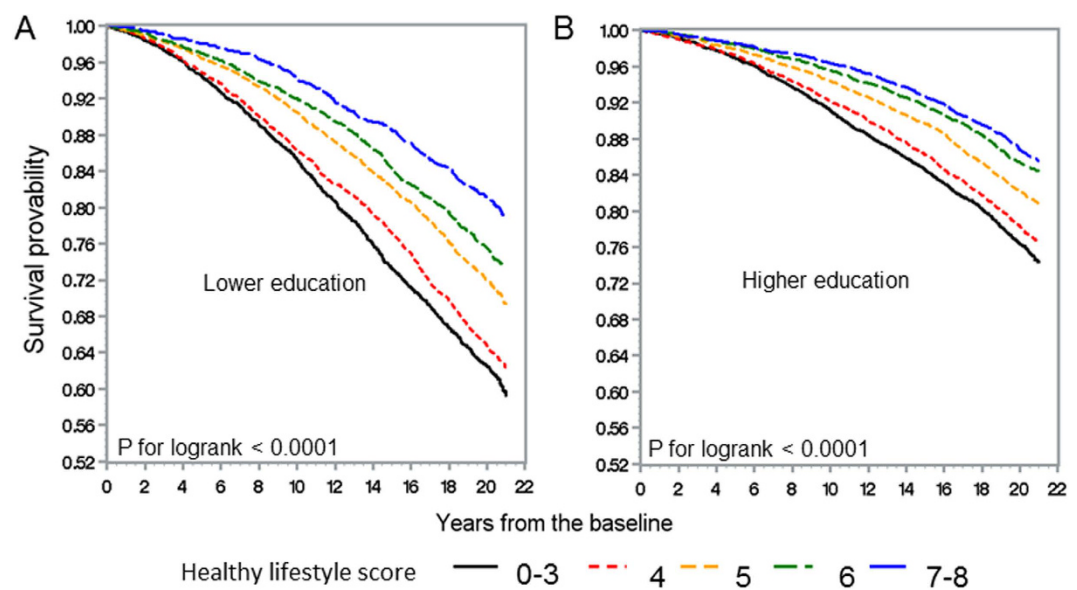 A
B
Survival provability
1.00
0.96
0.92
0.88
0.84
0.80
0.76
0.72
0.68
0.64
0.60
0.56
0.52
Lower education
P for logrank < 0.0001
0 2 4 6 8 10 12 14 16 18 20 22
1.00
0.96
0.92
0.88
0.84
0.80
0.76
0.72
0.68
0.64
0.60
0.56
0.52
Higher education
P for logrank < 0.0001
0 2 4 6 8 10 12 14 16 18 20 22
Years from the baseline
Healthy lifestyle score 0-3 4 5 6 7-8